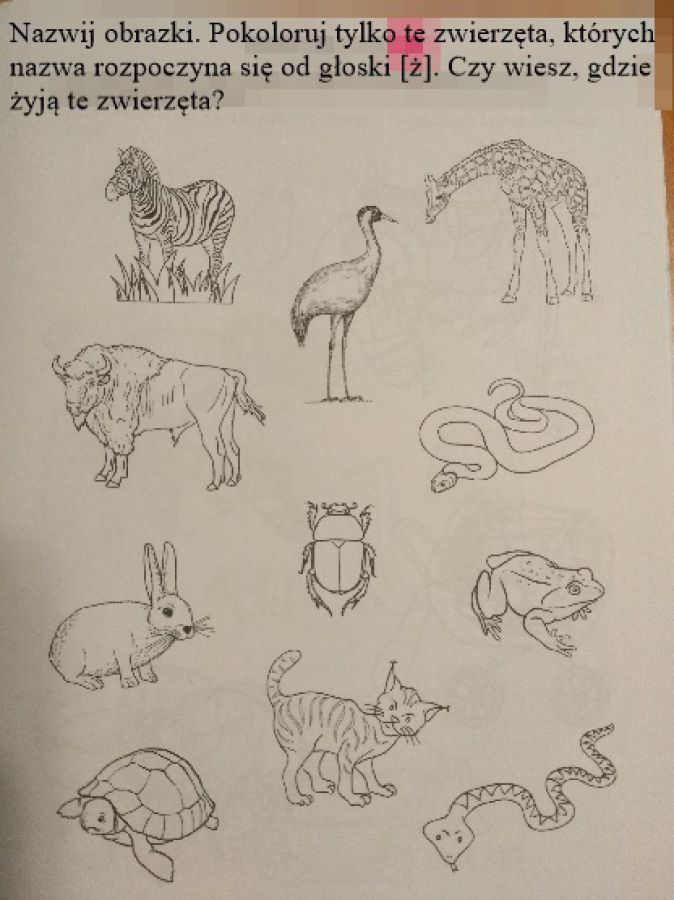 Nazwij obrazki. Pokoloruj tylko te zwierzęta, których
nazwa rozpoczyna się od głoski [ż]. Czy wiesz, gdzie
żyją te zwierzęta?